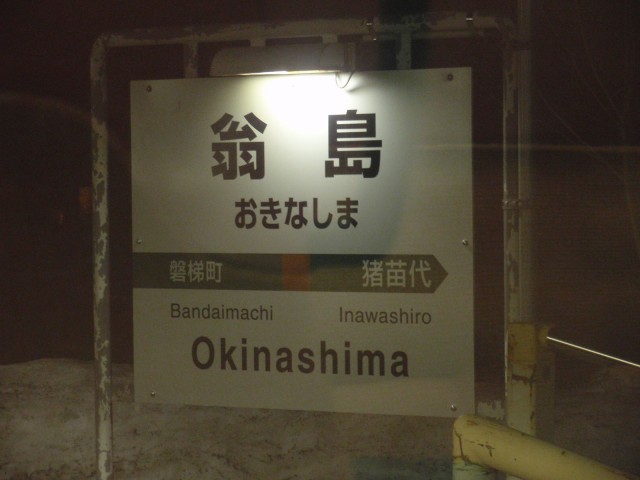 翁島
おきなしま
磐梯町 猪苗代
Bandaimachi Inawashiro
Okinashima